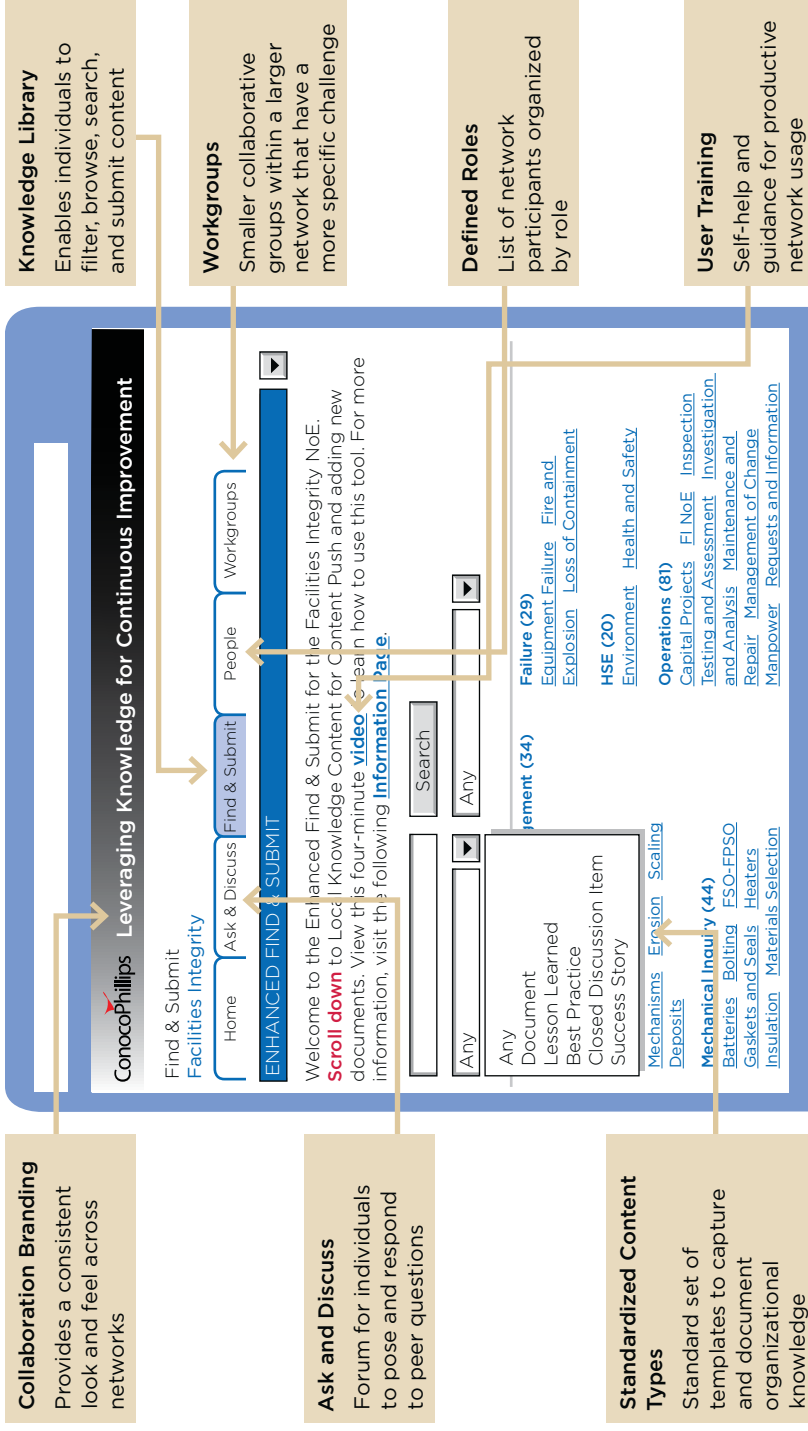 Collaboration Branding
Provides a consistent
look and feel across
networks
Ask and Discuss
Forum for individuals
to pose and respond
to peer questions
Standardized Content
Types
Standard set of
templates to capture
and document
organizational
knowledge
ConocoPhillips Leveraging Knowledge for Continuous Improvement
Find & Submit
Facilities Integrity
Home Ask & Discuss Find & Submit People Workgroups
ENHANCED FIND & SUBMIT
Welcome to the Enhanced Find & Submit for the Facilities Integrity NoE.
Scroll down to Local Knowledge Content for Content Push and adding new
documents. View this four-minute video to learn how to use this tool. For more
information, visit the following Information Page.
Search
Any Any
Any
Document
Lesson Learned
Best Practice
Closed Discussion Item
Success Story
gement (34)
Mechanisms Erosion Scaling
Deposits
Mechanical Inquiry (44)
Batteries Bolting FSO-FPSO
Gaskets and Seals Heaters
Insulation Materials Selection
Failure (29)
Equipment Failure Fire and
Explosion Loss of Containment
HSE (20)
Environment Health and Safety
Operations (81)
Capital Projects FI NoE Inspection
Testing and Assessment Investigation
and Analysis Maintenance and
Repair Management of Change
Manpower Requests and Information
Knowledge Library
Enables individuals to
filter, browse, search,
and submit content
Workgroups
Smaller collaborative
groups within a larger
network that have a
more specific challenge
Defined Roles
List of network
participants organized
by role
User Training
Self-help and
guidance for productive
network usage